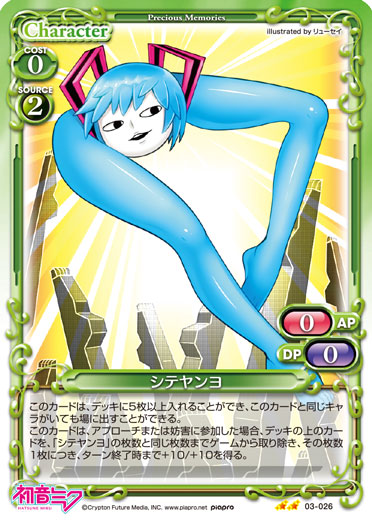 Precious Memories
Character
illustrated by リューセイ
COST
0
SOURCE
2
0 AP
DP 0
シテヤンヨ
このカードは、デッキに5枚以上入れることができ、このカードと同じキャ
ラがいても場に出すことができる。
このカードは、アプローチまたは妨害に参加した場合、デッキの上のカー
ドを、「シテヤンヨ」の枚数と同じ枚数までゲームから取り除き、その枚数
1枚につき、ターン終了時まで+10/+10を得る。
初音ミク
HATSUNE MIKU
©Crypton Future Media, INC. www.piapro.net piapro
03-026